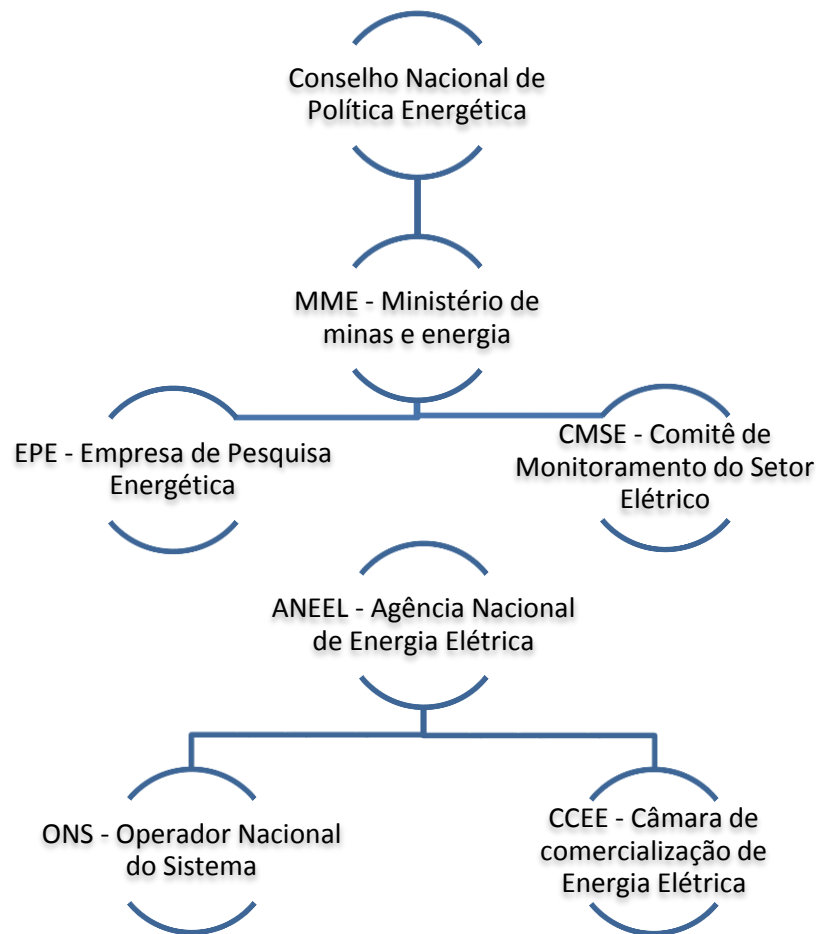 Conselho Nacional de
Política Energética
MME - Ministério de
minas e energia
EPE - Empresa de Pesquisa
Energética
CMSE - Comitê de
Monitoramento do Setor
Elétrico
ANEEL - Agência Nacional
de Energia Elétrica
ONS - Operador Nacional
do Sistema
CCEE - Câmara de
comercialização de
Energia Elétrica